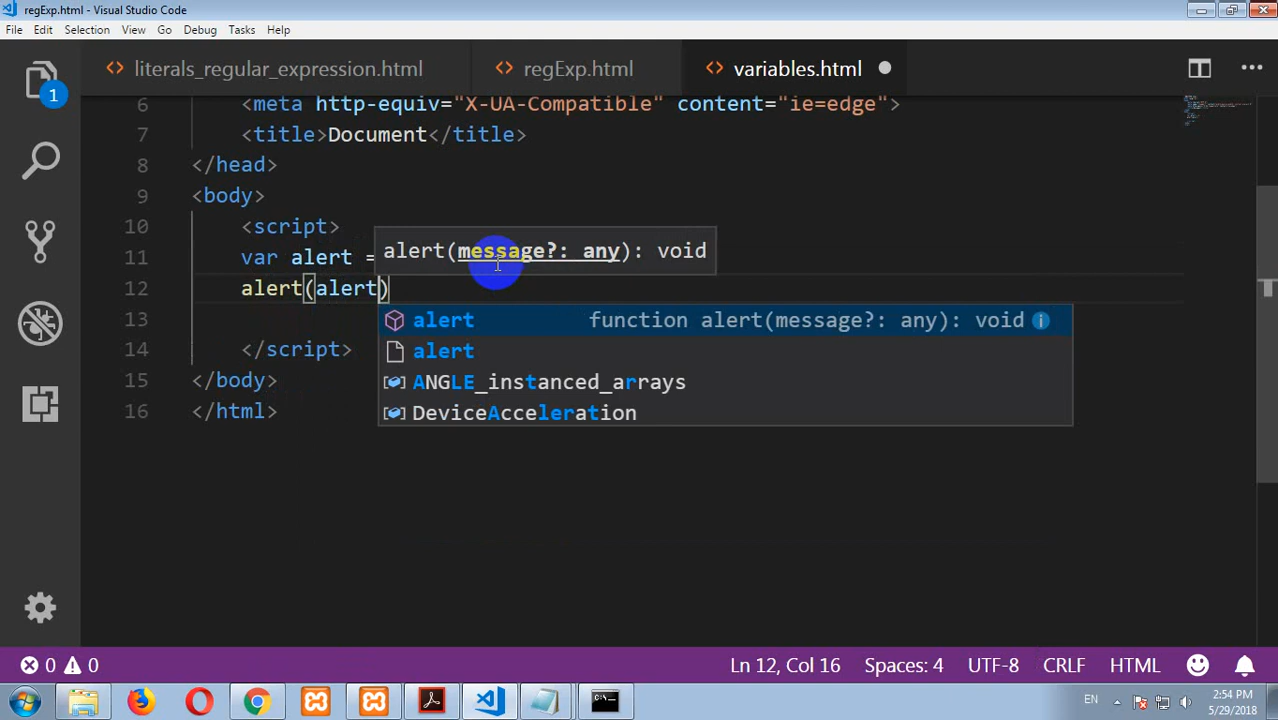 regExp.html - Visual Studio Code
File Edit Selection View Go Debug Tasks Help
literals_regular_expression.html regExp.html variables.html
1
6 <meta http-equiv="X-UA-Compatible" content="ie=edge">
7 <title>Document</title>
8 </head>
9 <body>
10 <script>
alert(message?: any): void
11 var alert =
12 alert(alert)
13
alert function alert(message?: any): void
14 </script>
alert
15 </body>
ANGLE_instanced_arrays
16 </html>
DeviceAcceleration
0 0 Ln 12, Col 16 Spaces: 4 UTF-8 CRLF HTML
EN 2:54 PM
5/29/2018